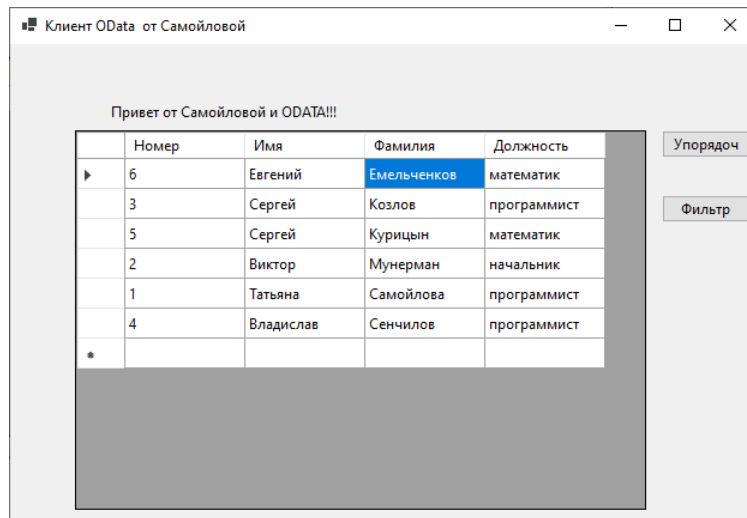 Клиент OData от Самойловой
Привет от Самойловой и ODATA!!!
Номер Имя Фамилия Должность
6 Евгений Емельченков математик
3 Сергей Козлов программист
5 Сергей Курицын математик
2 Виктор Мунерман начальник
1 Татьяна Самойлова программист
4 Владислав Сенчилов программист
Упорядоч
Фильтр